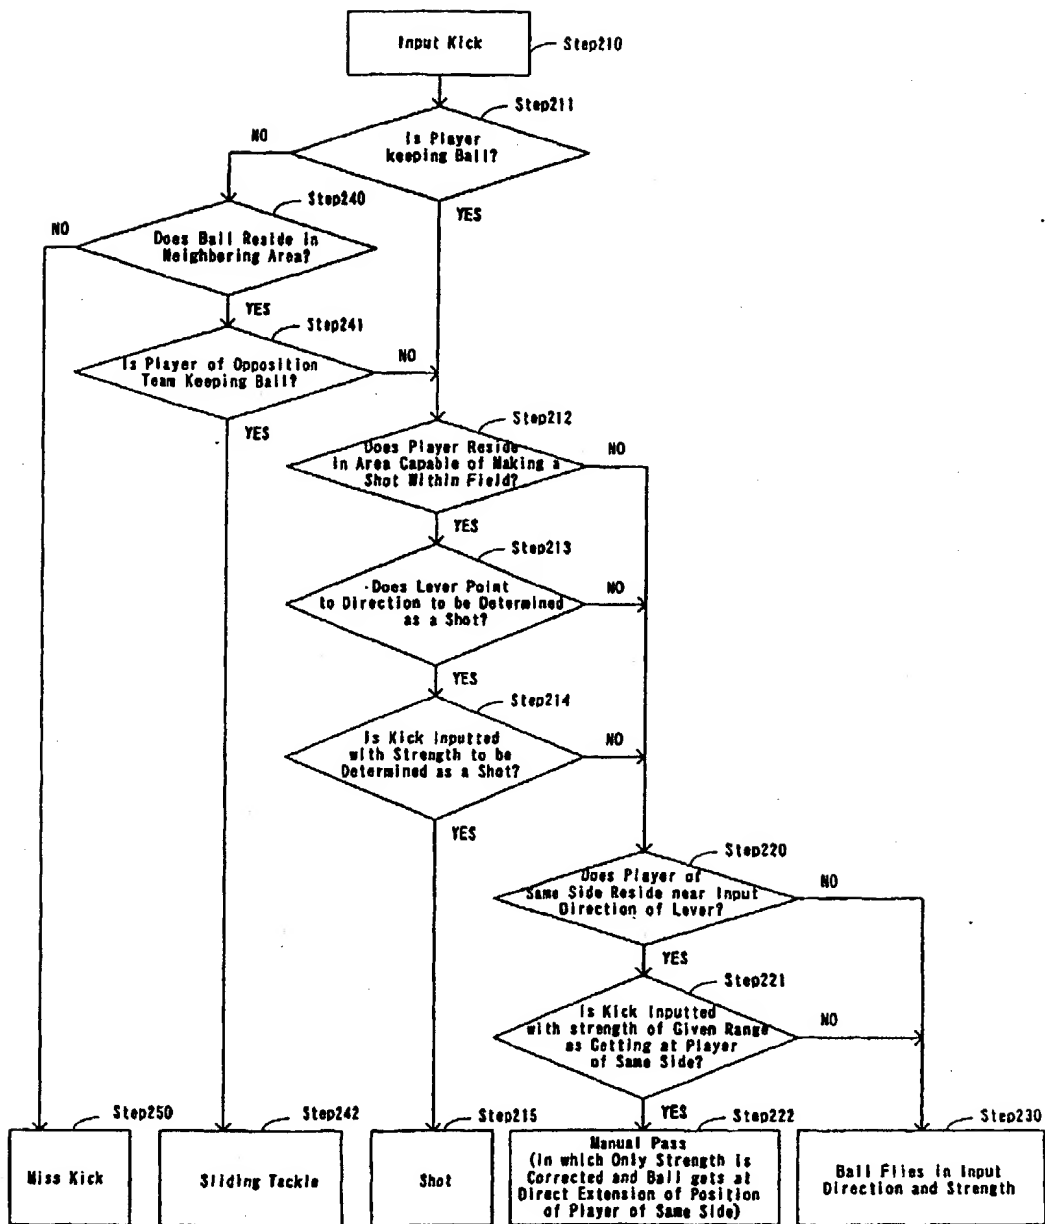 Input Kick
Step210
Step211
Is Player
keeping Ball?
NO
YES
Step240
Does Ball Reside in
Neighboring Area?
NO
YES
Step241
Is Player of Opposition
Team Keeping Ball?
NO
YES
Step212
Does Player Reside
in Area Capable of Making a
Shot Within Field?
NO
YES
Step213
Does Lever Point
to Direction to be Determined
as a Shot?
NO
YES
Step214
Is Kick Inputted
with Strength to be
Determined as a Shot?
NO
YES
Step220
Does Player of
Same Side Reside near Input
Direction of Lever?
NO
YES
Step221
Is Kick Inputted
with strength of Given Range
as Getting at Player
of Same Side?
NO
YES
Step250
Miss Kick
Step242
Sliding Tackle
Step215
Shot
Step222
Manual Pass
(in which Only Strength is
Corrected and Ball gets at
Direct Extension of Position
of Player of Same Side)
Step230
Ball Flies in Input
Direction and Strength